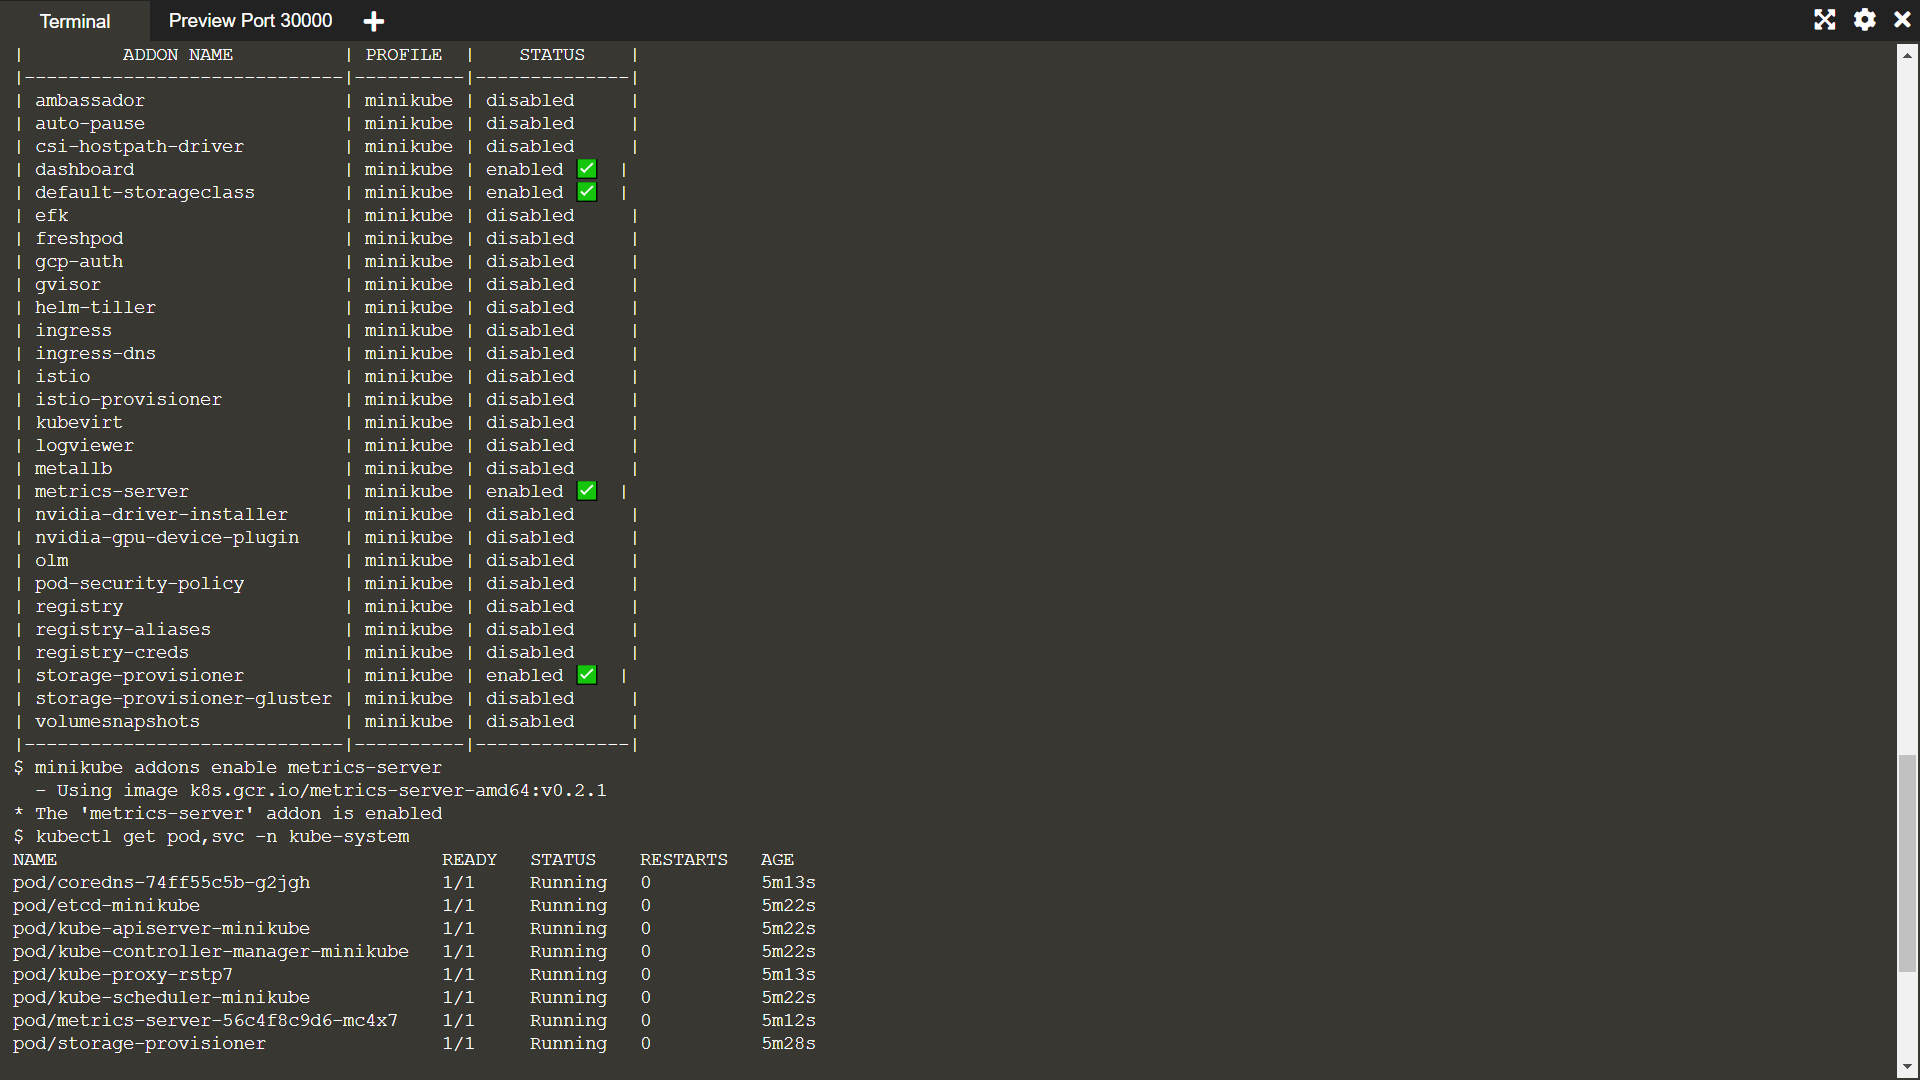 Terminal Preview Port 30000 +
| ADDON NAME | PROFILE | STATUS |
|-----------------------------|----------|--------------|
| ambassador | minikube | disabled |
| auto-pause | minikube | disabled |
| csi-hostpath-driver | minikube | disabled |
| dashboard | minikube | enabled ✅ |
| default-storageclass | minikube | enabled ✅ |
| efk | minikube | disabled |
| freshpod | minikube | disabled |
| gcp-auth | minikube | disabled |
| gvisor | minikube | disabled |
| helm-tiller | minikube | disabled |
| ingress | minikube | disabled |
| ingress-dns | minikube | disabled |
| istio | minikube | disabled |
| istio-provisioner | minikube | disabled |
| kubevirt | minikube | disabled |
| logviewer | minikube | disabled |
| metallb | minikube | disabled |
| metrics-server | minikube | enabled ✅ |
| nvidia-driver-installer | minikube | disabled |
| nvidia-gpu-device-plugin | minikube | disabled |
| olm | minikube | disabled |
| pod-security-policy | minikube | disabled |
| registry | minikube | disabled |
| registry-aliases | minikube | disabled |
| registry-creds | minikube | disabled |
| storage-provisioner | minikube | enabled ✅ |
| storage-provisioner-gluster | minikube | disabled |
| volumesnapshots | minikube | disabled |
|-----------------------------|----------|--------------|
$ minikube addons enable metrics-server
- Using image k8s.gcr.io/metrics-server-amd64:v0.2.1
* The 'metrics-server' addon is enabled
$ kubectl get pod,svc -n kube-system
NAME READY STATUS RESTARTS AGE
pod/coredns-74ff55c5b-g2jgh 1/1 Running 0 5m13s
pod/etcd-minikube 1/1 Running 0 5m22s
pod/kube-apiserver-minikube 1/1 Running 0 5m22s
pod/kube-controller-manager-minikube 1/1 Running 0 5m22s
pod/kube-proxy-rstp7 1/1 Running 0 5m13s
pod/kube-scheduler-minikube 1/1 Running 0 5m22s
pod/metrics-server-56c4f8c9d6-mc4x7 1/1 Running 0 5m12s
pod/storage-provisioner 1/1 Running 0 5m28s